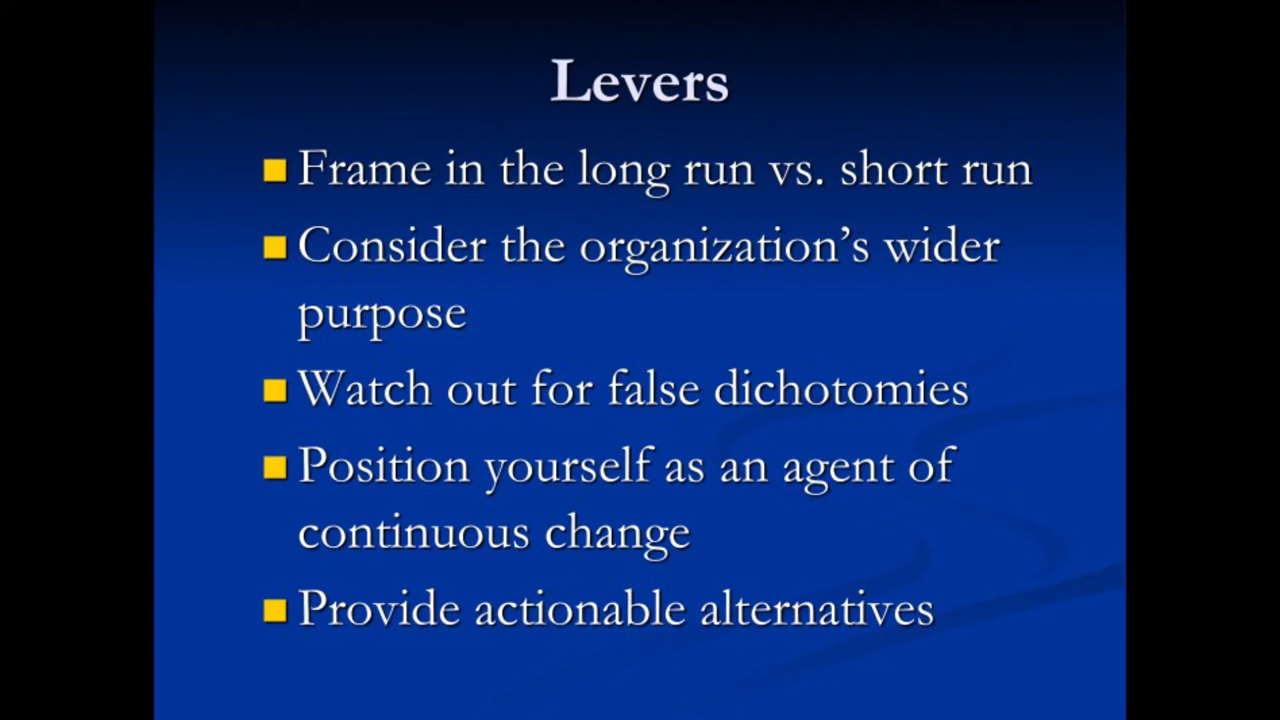 Levers
Frame in the long run vs. short run
Consider the organization’s wider
purpose
Watch out for false dichotomies
Position yourself as an agent of
continuous change
Provide actionable alternatives